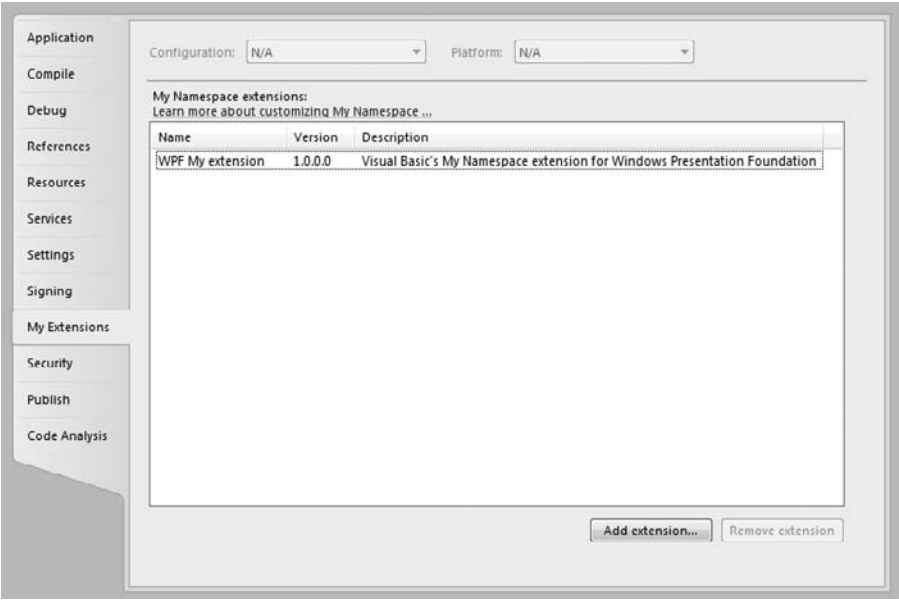 Application
Compile
Debug
References
Resources
Services
Settings
Signing
My Extensions
Security
Publish
Code Analysis
Configuration: N/A Platform: N/A
My Namespace extensions:
Learn more about customizing My Namespace ...
Name Version Description
WPF My extension 1.0.0.0 Visual Basic's My Namespace extension for Windows Presentation Foundation
Add extension... Remove extension